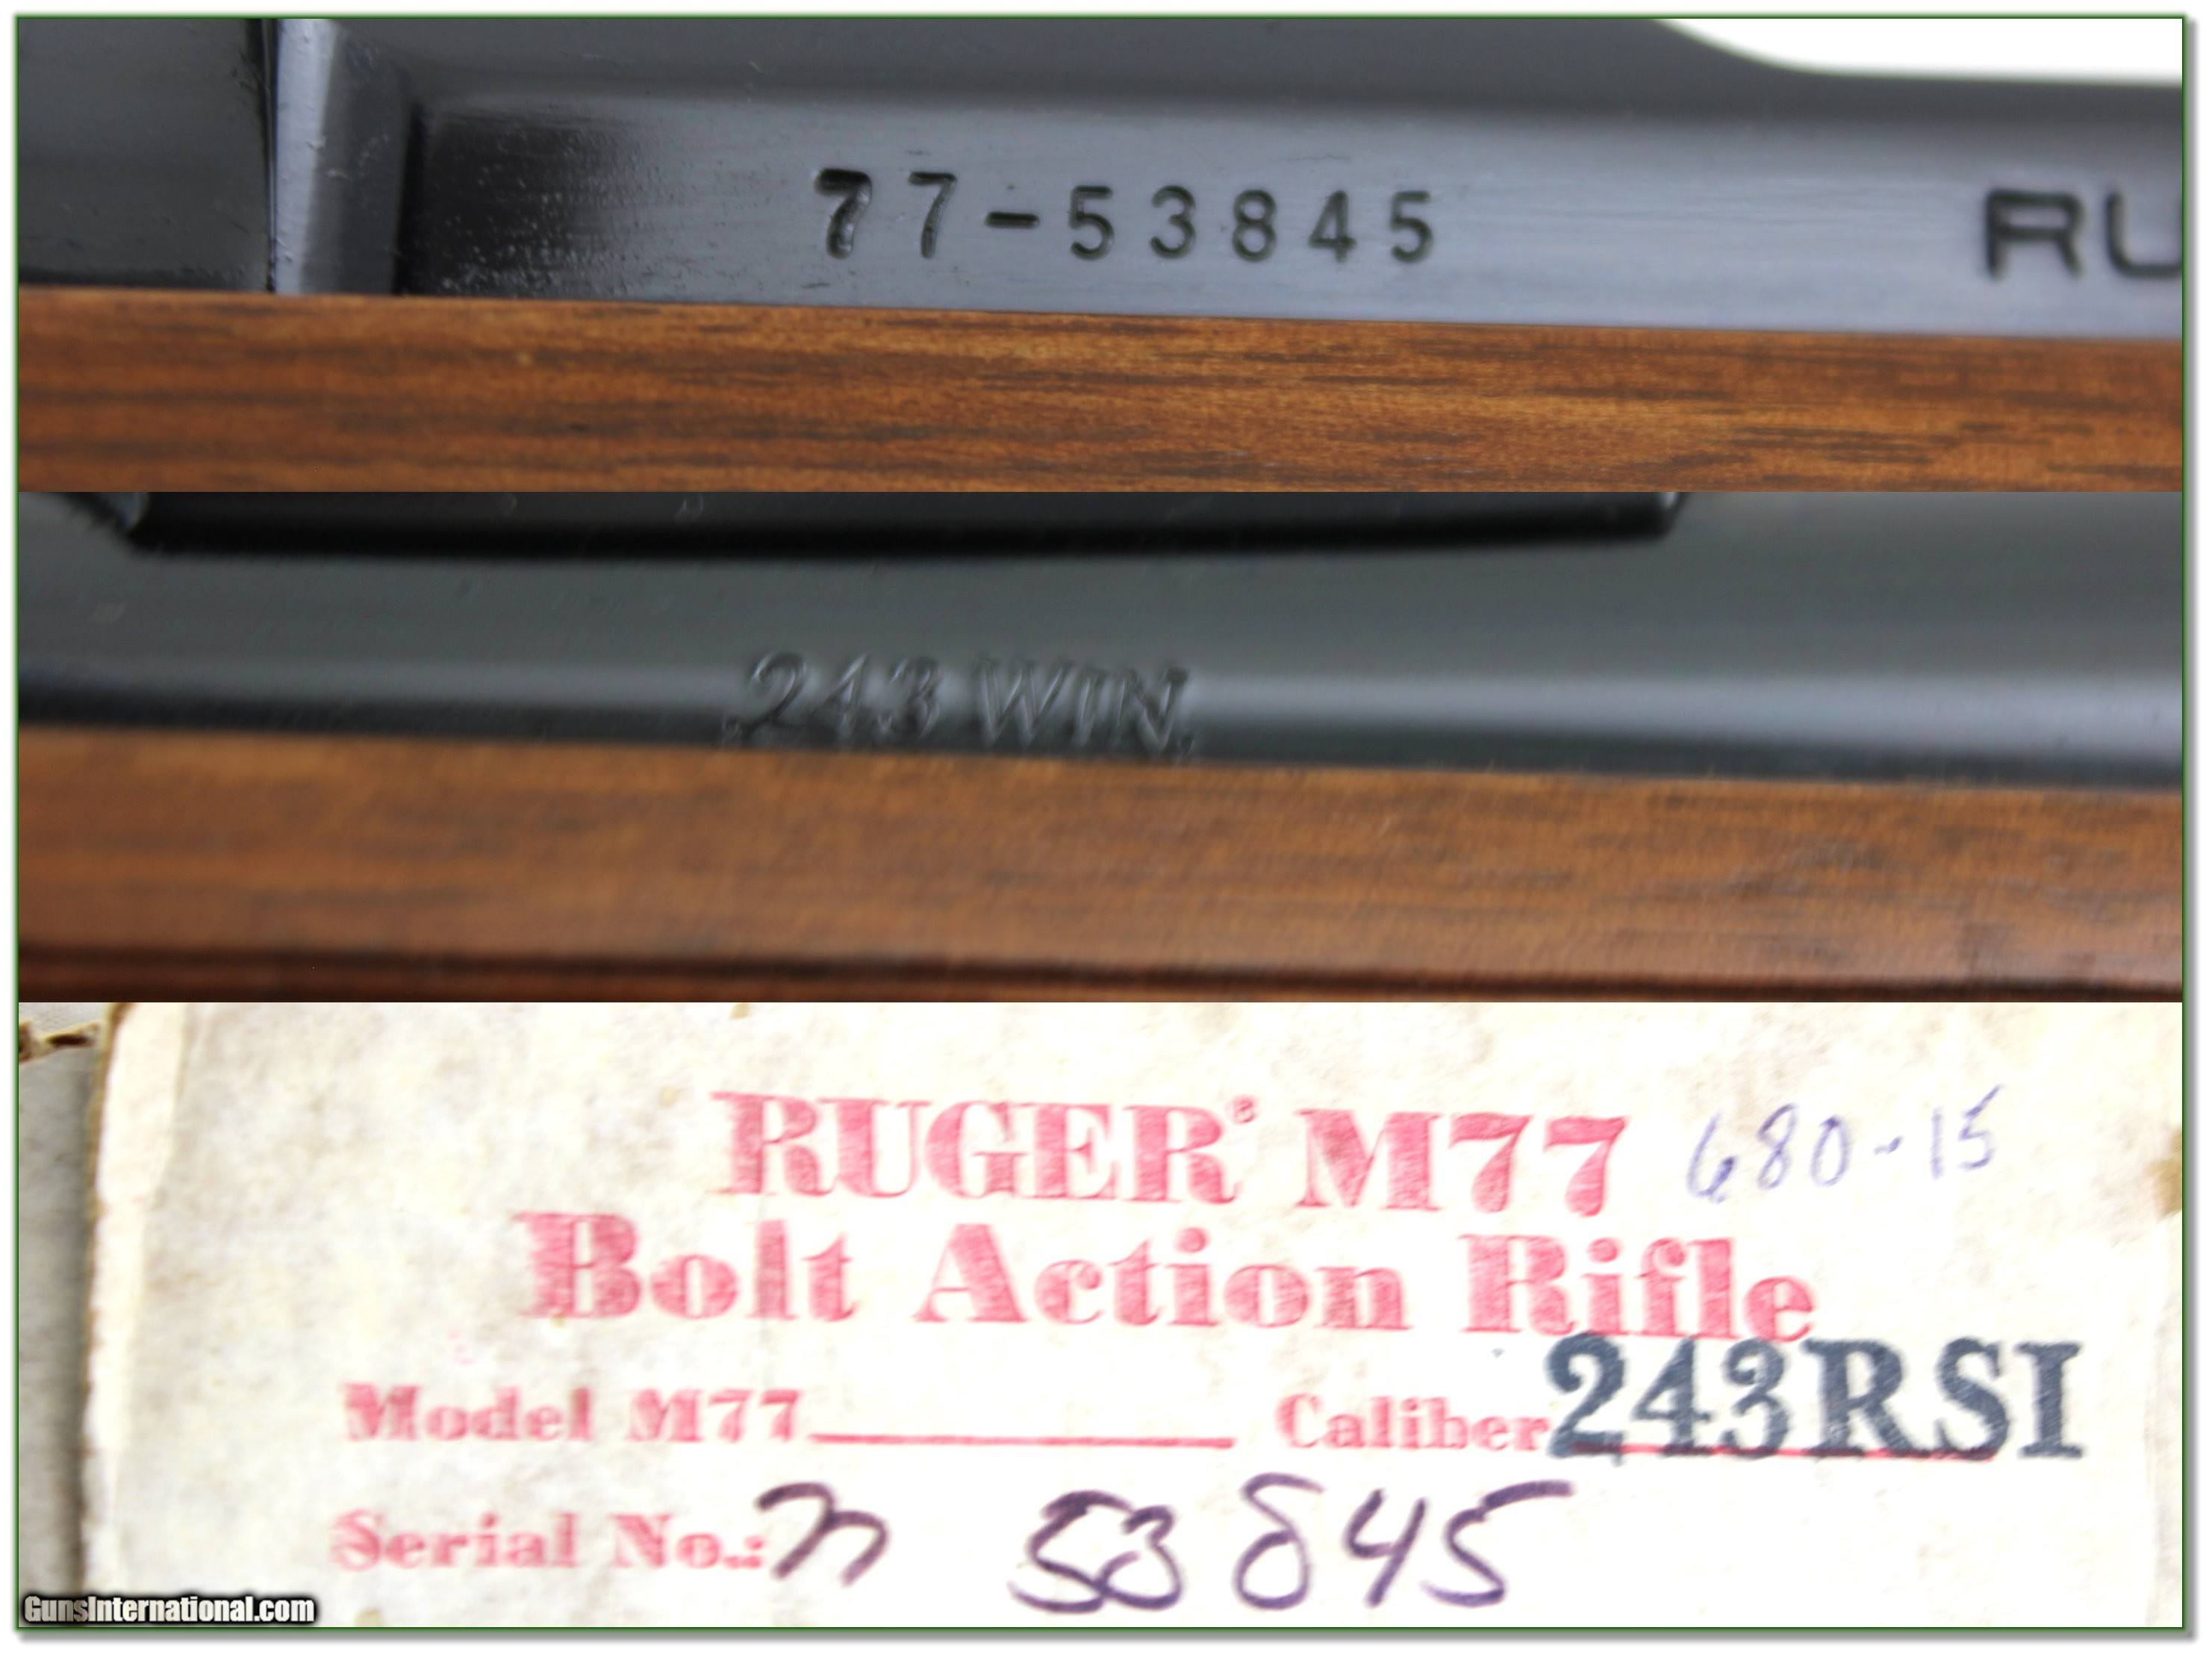 77-53845
RU
.243 WIN.
RUGER® M77 680-15
Bolt Action Rifle
Model M77 Caliber 243RSI
Serial No.: 77 53845
GunsInternational.com